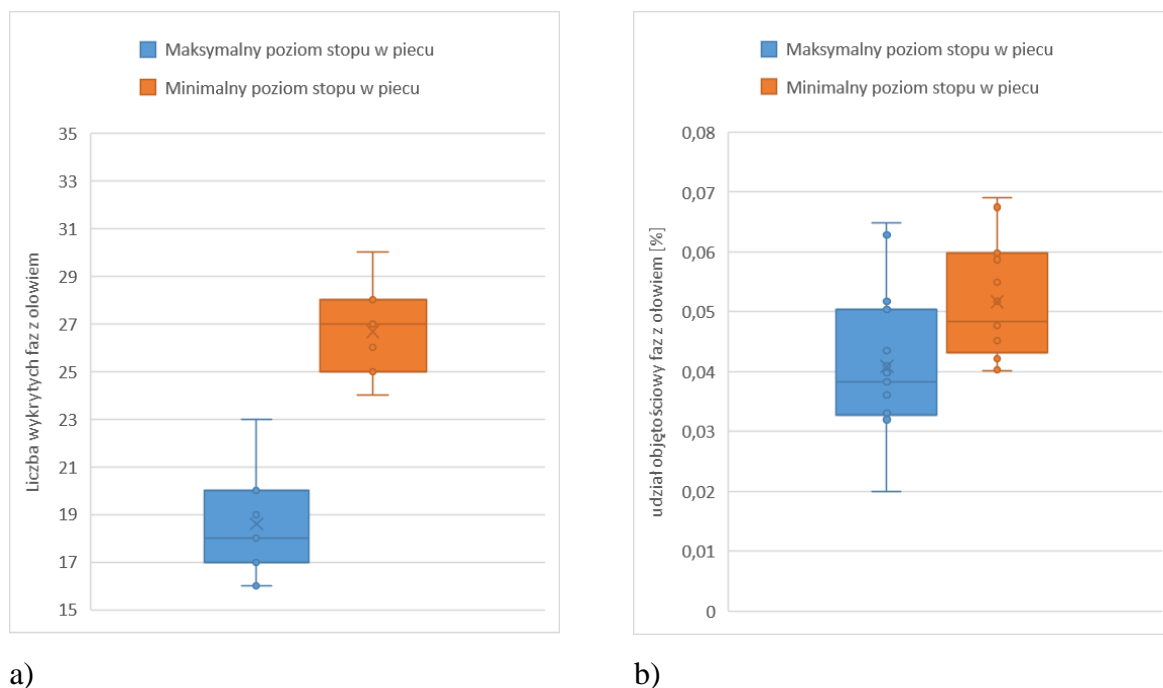 Maksymalny poziom stopu w piecu
Minimalny poziom stopu w piecu
Liczba wykrytych faz z ołowiem
35
33
31
29
27
25
23
21
19
17
15
a)
Maksymalny poziom stopu w piecu
Minimalny poziom stopu w piecu
udział objętościowy faz z ołowiem [%]
0,08
0,07
0,06
0,05
0,04
0,03
0,02
0,01
0
b)